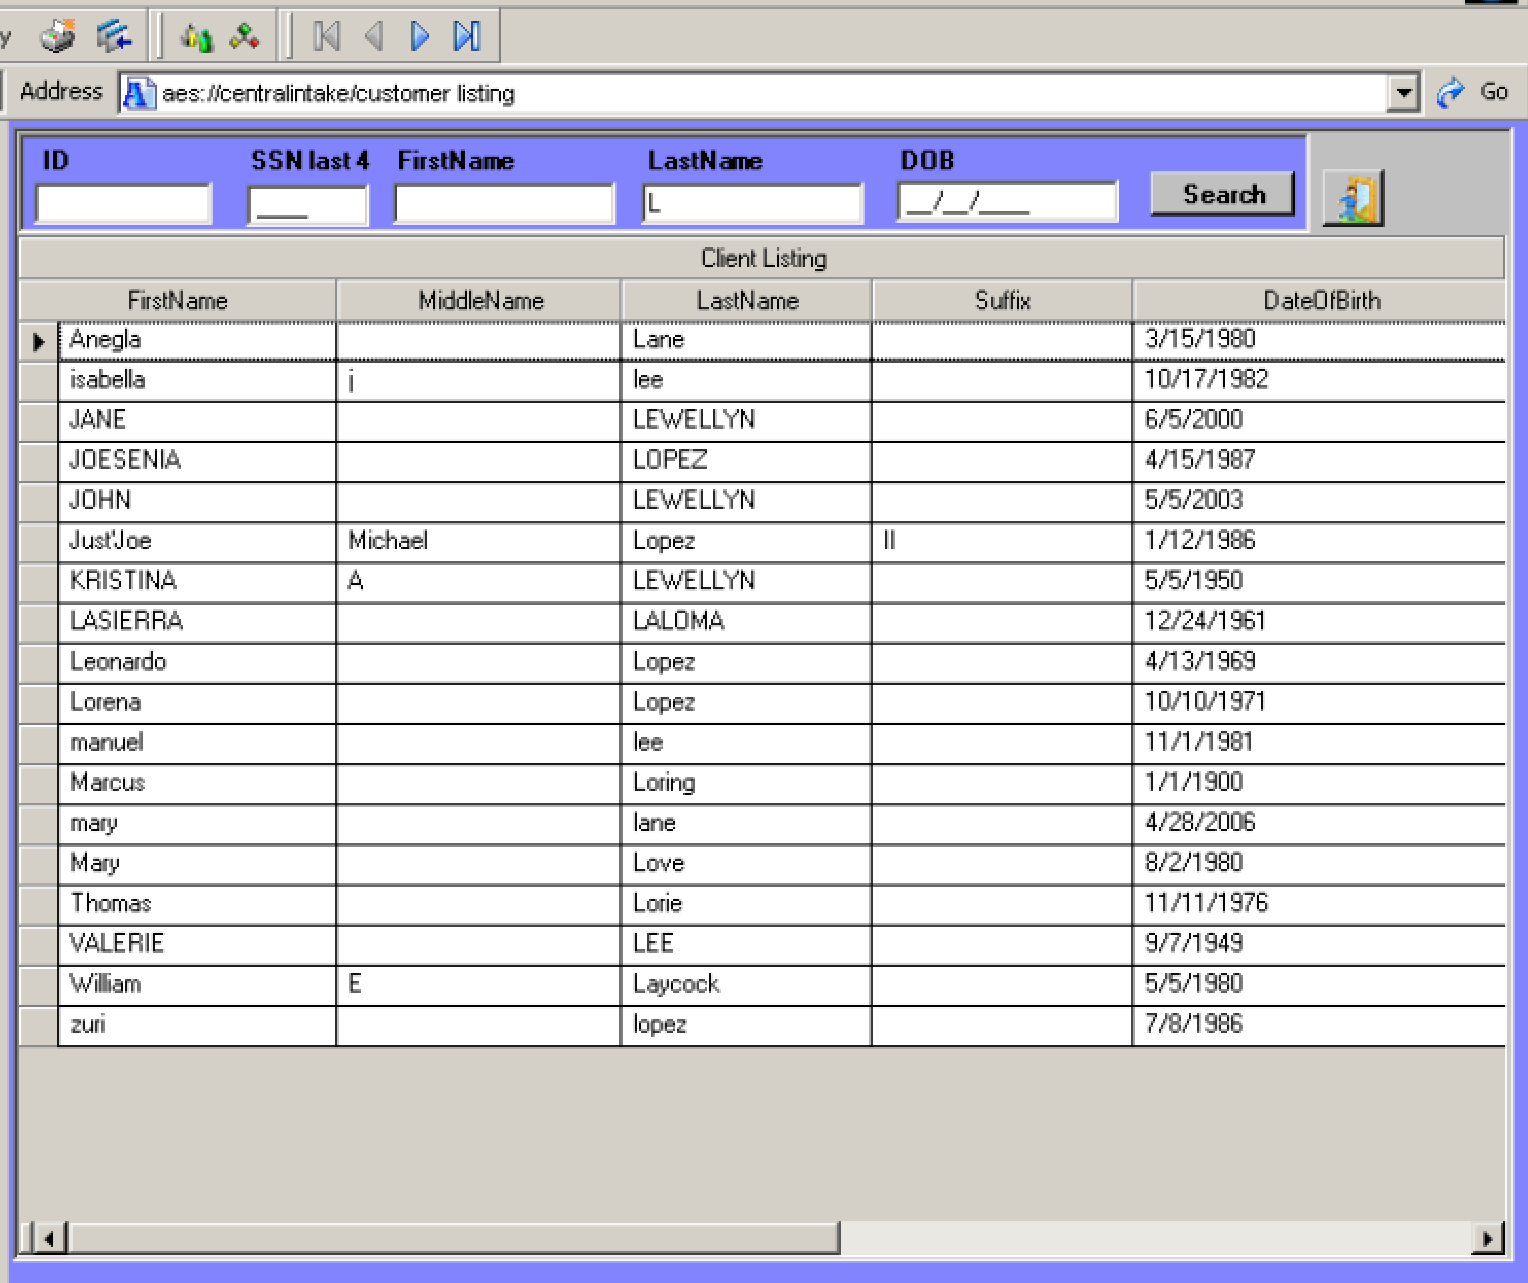 y
Address aes://centralintake/customer listing Go
ID SSN last 4 FirstName LastName DOB
____ L __/__/____ Search
Client Listing
FirstName MiddleName LastName Suffix DateOfBirth
Anegla Lane 3/15/1980
isabella j lee 10/17/1982
JANE LEWELLYN 6/5/2000
JOESENIA LOPEZ 4/15/1987
JOHN LEWELLYN 5/5/2003
Just'Joe Michael Lopez II 1/12/1986
KRISTINA A LEWELLYN 5/5/1950
LASIERRA LALOMA 12/24/1961
Leonardo Lopez 4/13/1969
Lorena Lopez 10/10/1971
manuel lee 11/1/1981
Marcus Loring 1/1/1900
mary lane 4/28/2006
Mary Love 8/2/1980
Thomas Lorie 11/11/1976
VALERIE LEE 9/7/1949
William E Laycock 5/5/1980
zuri lopez 7/8/1986